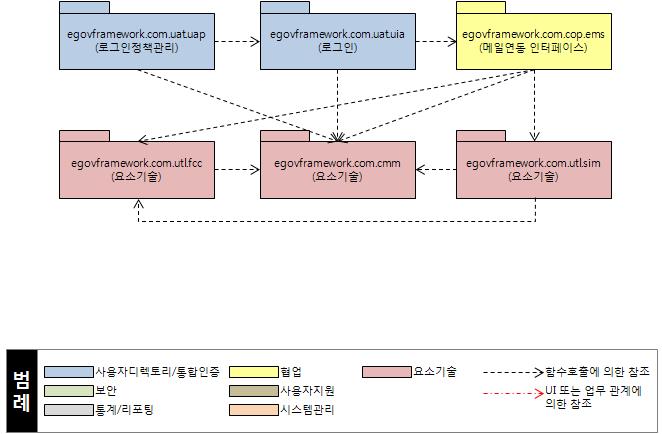 egovframework.com.uat.uap
(로그인정책관리)
egovframework.com.uat.uia
(로그인)
egovframework.com.cop.ems
(메일연동 인터페이스)
egovframework.com.utl.fcc
(요소기술)
egovframework.com.cmm
(요소기술)
egovframework.com.utl.sim
(요소기술)
범례
사용자디렉토리/통합인증
협업
요소기술
함수호출에 의한 참조
보안
사용자지원
UI 또는 업무 관계에
의한 참조
통계/리포팅
시스템관리